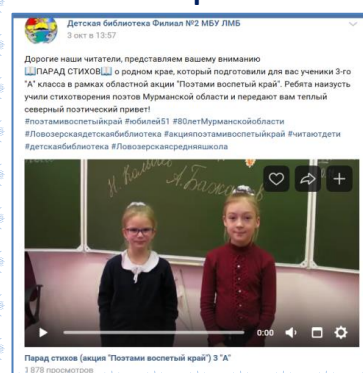 Детская библиотека Филиал №2 МБУ ЛМБ
3 окт в 13:57
Дорогие наши читатели, представляем вашему вниманию
📖ПАРАД СТИХОВ📖 о родном крае, который подготовили для вас ученики 3-го
"А" класса в рамках областной акции "Поэтами воспетый край". Ребята наизусть
учили стихотворения поэтов Мурманской области и передают вам теплый
северный поэтический привет!
#поэтамивоспетыйкрай #юбилей51 #80летМурманскойобласти
#Ловозерскаядетскаябиблиотека #акцияпоэтамивоспетыйкрай #читаютдети
#детскаябиблиотека #Ловозерскаясредняяшкола
А. Бажанов
0:00
Парад стихов (акция "Поэтами воспетый край") 3 "А"
1 878 просмотров